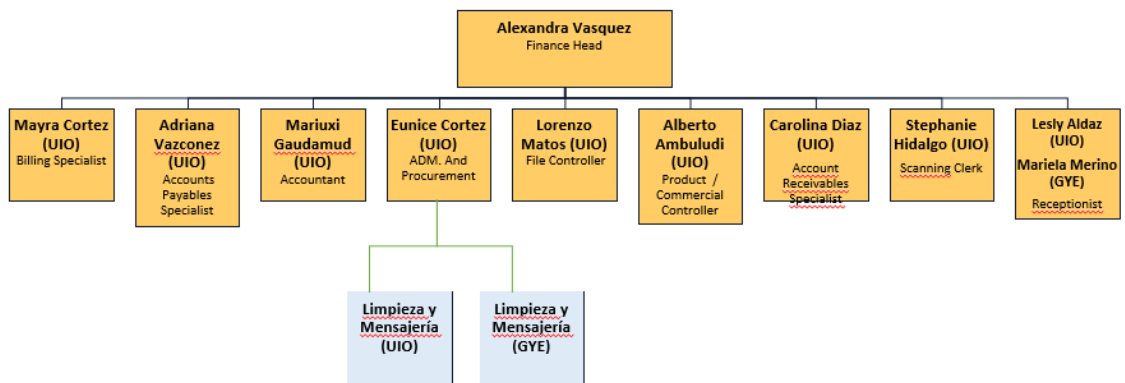 Alexandra Vasquez
Finance Head
Mayra Cortez
(UIO)
Billing Specialist
Adriana
Vazconez
(UIO)
Accounts
Payables
Specialist
Mariuxi
Gaudamud
(UIO)
Accountant
Eunice Cortez
(UIO)
ADM. And
Procurement
Lorenzo
Matos (UIO)
File Controller
Alberto
Ambuludi
(UIO)
Product /
Commercial
Controller
Carolina Diaz
(UIO)
Account
Receivables
Specialist
Stephanie
Hidalgo (UIO)
Scanning Clerk
Lesly Aldaz
(UIO)
Mariela Merino
(GYE)
Receptionist
Limpieza y
Mensajería
(UIO)
Limpieza y
Mensajería
(GYE)